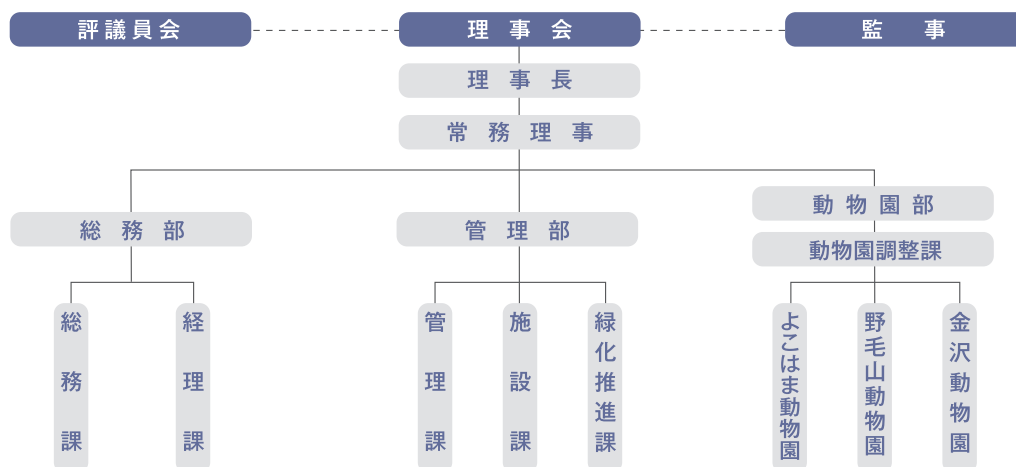 評議員会
理事会
監事
理事長
常務理事
総務部
管理部
動物園部
動物園調整課
総務課
経理課
管理課
施設課
緑化推進課
よこはま動物園
野毛山動物園
金沢動物園